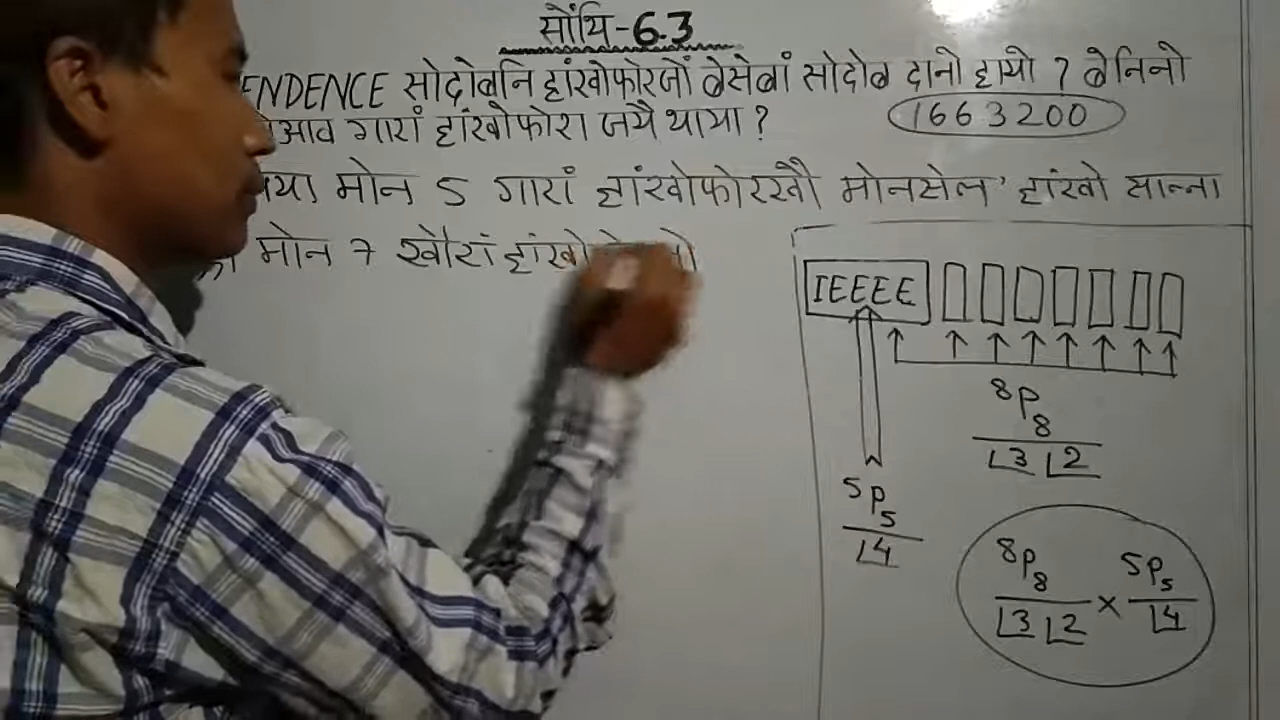 सोंथि-6.3
ENDENCE सोदोबनि हांखोफोरजों बेसेबां सोदोब दानो हायो ? बेनिनो
गारां हांखोफोरा जयै थाया ?
1663200
मोन 5 गारां हांखोफोरखौ मोनसेल' हांखो सान्ना
मोन 7 खौरां
IEEEE
8P8
⌊3 ⌊2
5P5
⌊4
8P8 × 5P5
⌊3 ⌊2 ⌊4